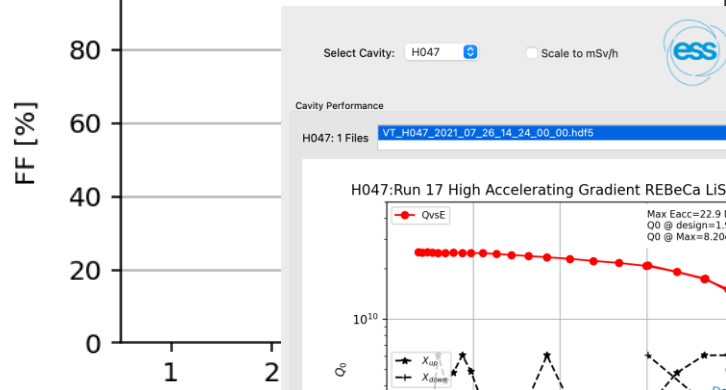 80
60
40
20
0
FF [%]
1 2
Select Cavity: H047 Scale to mSv/h
ess
Cavity Performance
H047: 1 Files VT_H047_2021_07_26_14_24_00_00.hdf5
H047:Run 17 High Accelerating Gradient REBeCa LiS
QvsE
Max Eacc=22.9
Q0 @ design=1.
Q0 @ Max=8.20
10¹⁰
Q₀
X_up
X_down